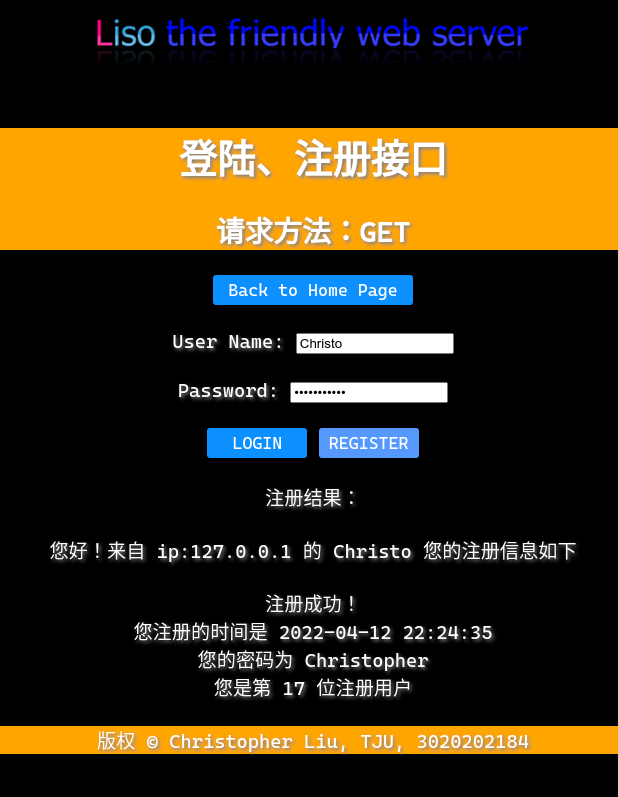 Liso the friendly web server
登陆、注册接口
请求方法：GET
Back to Home Page
User Name: Christo
Password: •••••••••••
LOGIN REGISTER
注册结果：
您好！来自 ip:127.0.0.1 的 Christo 您的注册信息如下
注册成功！
您注册的时间是 2022-04-12 22:24:35
您的密码为 Christopher
您是第 17 位注册用户
版权 © Christopher Liu, TJU, 3020202184